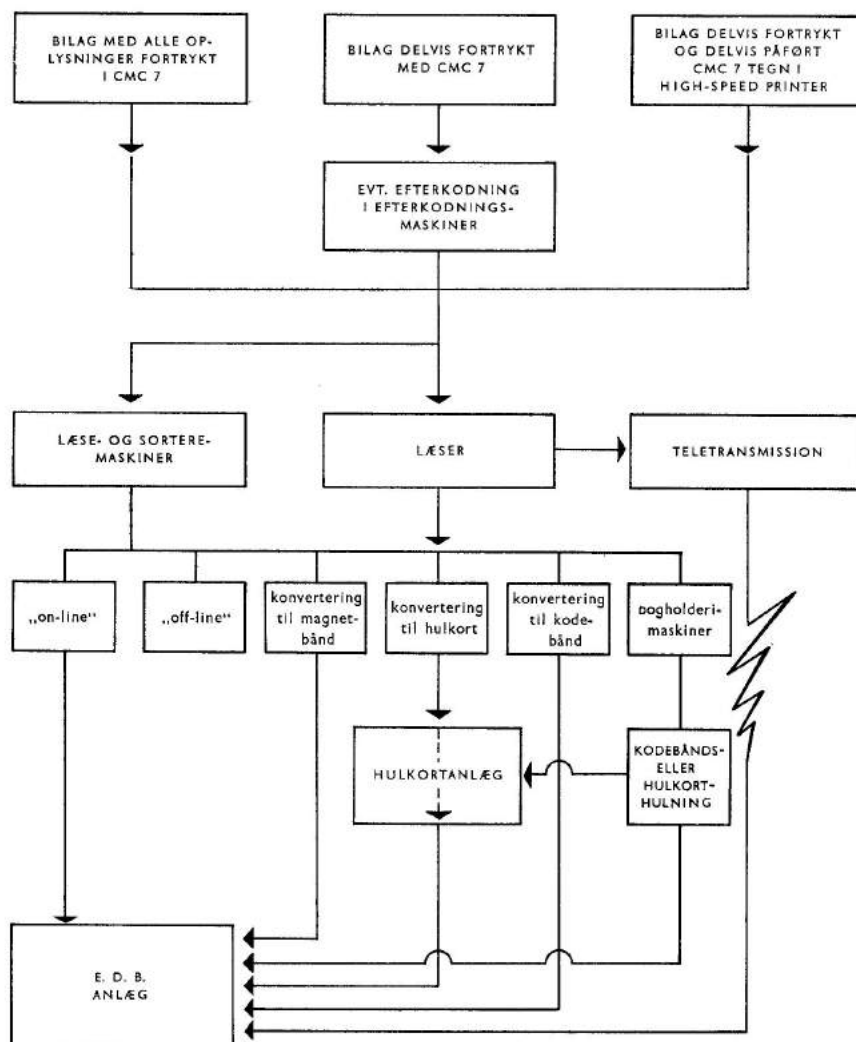 BILAG MED ALLE OP-
LYSNINGER FORTRYKT
I CMC 7
BILAG DELVIS FORTRYKT
MED CMC 7
BILAG DELVIS FORTRYKT
OG DELVIS PÅFØRT
CMC 7 TEGN I
HIGH-SPEED PRINTER
EVT. EFTERKODNING
I EFTERKODNINGS-
MASKINER
LÆSE- OG SORTERE-
MASKINER
LÆSER
TELETRANSMISSION
„on-line“
„off-line“
konvertering
til magnet-
bånd
konvertering
til hulkort
konvertering
til kode-
bånd
bogholderi-
maskiner
HULKORTANLÆG
KODEBÅNDS-
ELLER
HULKORT-
HULNING
E. D. B.
ANLÆG